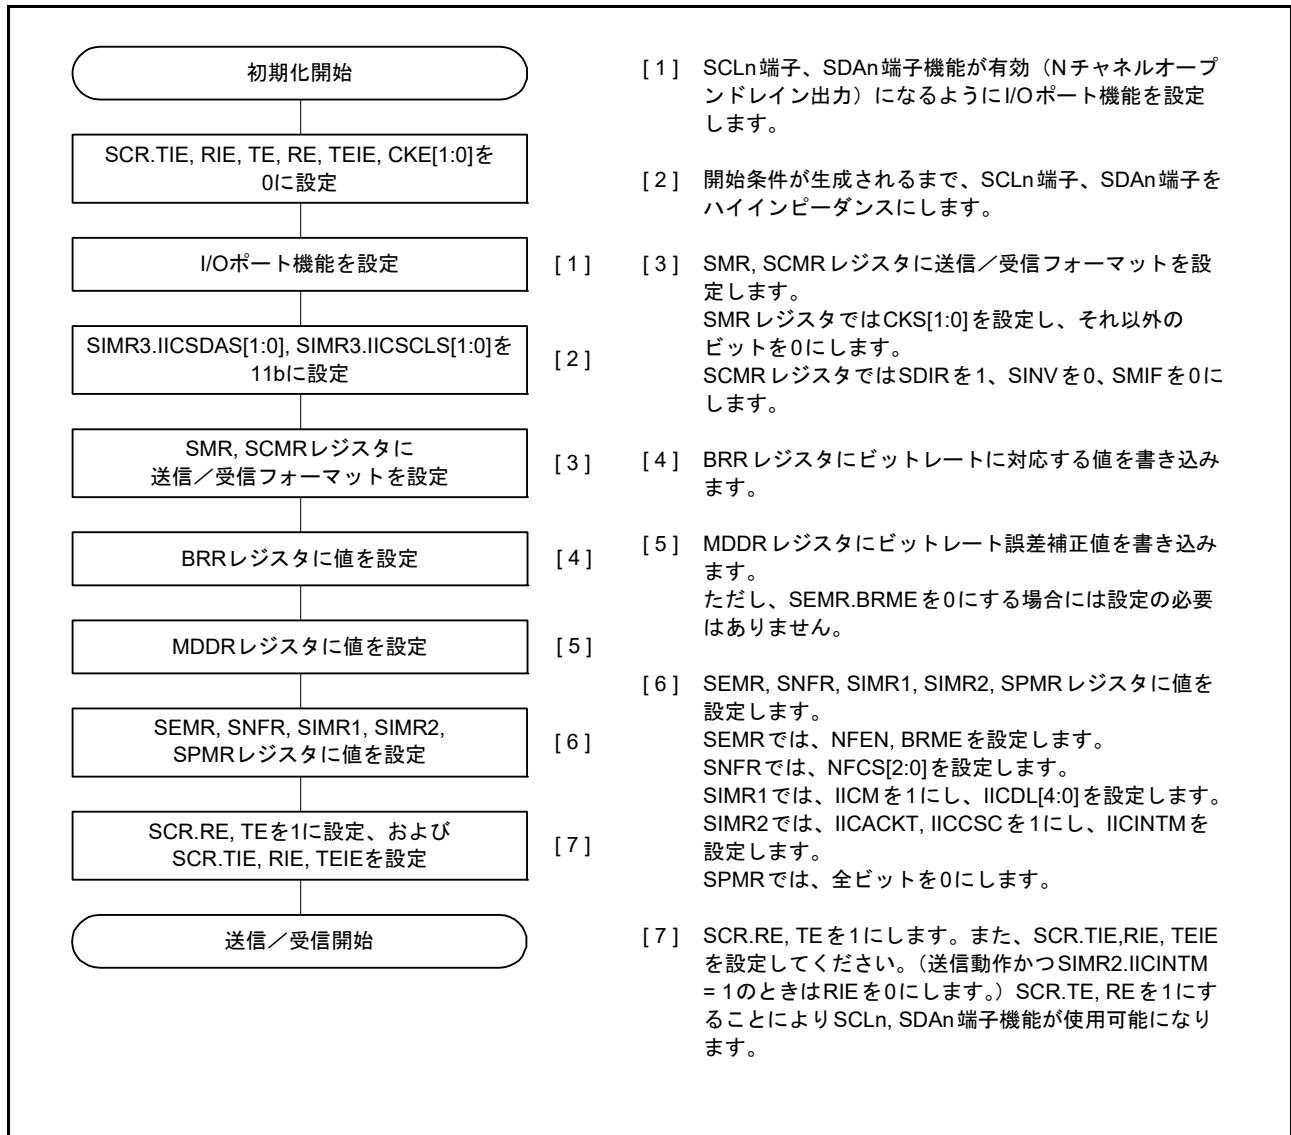 初期化開始
SCR.TIE, RIE, TE, RE, TEIE, CKE[1:0]を
0に設定
I/Oポート機能を設定
[ 1 ]
SIMR3.IICSDAS[1:0], SIMR3.IICSCLS[1:0]を
11bに設定
[ 2 ]
SMR, SCMRレジスタに
送信／受信フォーマットを設定
[ 3 ]
BRRレジスタに値を設定
[ 4 ]
MDDRレジスタに値を設定
[ 5 ]
SEMR, SNFR, SIMR1, SIMR2,
SPMRレジスタに値を設定
[ 6 ]
SCR.RE, TEを1に設定、および
SCR.TIE, RIE, TEIEを設定
[ 7 ]
送信／受信開始
[ 1 ] SCLn端子、SDAn端子機能が有効（Nチャネルオープ
ンドレイン出力）になるようにI/Oポート機能を設定
します。
[ 2 ] 開始条件が生成されるまで、SCLn端子、SDAn端子を
ハイインピーダンスにします。
[ 3 ] SMR, SCMRレジスタに送信／受信フォーマットを設
定します。
SMRレジスタではCKS[1:0]を設定し、それ以外の
ビットを0にします。
SCMRレジスタではSDIRを1、SINVを0、SMIFを0に
します。
[ 4 ] BRRレジスタにビットレートに対応する値を書き込み
ます。
[ 5 ] MDDRレジスタにビットレート誤差補正値を書き込み
ます。
ただし、SEMR.BRMEを0にする場合には設定の必要
はありません。
[ 6 ] SEMR, SNFR, SIMR1, SIMR2, SPMRレジスタに値を
設定します。
SEMRでは、NFEN, BRMEを設定します。
SNFRでは、NFCS[2:0]を設定します。
SIMR1では、IICMを1にし、IICDL[4:0]を設定します。
SIMR2では、IICACKT, IICCSCを1にし、IICINTMを
設定します。
SPMRでは、全ビットを0にします。
[ 7 ] SCR.RE, TEを1にします。また、SCR.TIE,RIE, TEIE
を設定してください。（送信動作かつSIMR2.IICINTM
= 1のときはRIEを0にします。）SCR.TE, REを1にす
ることによりSCLn, SDAn端子機能が使用可能になり
ます。